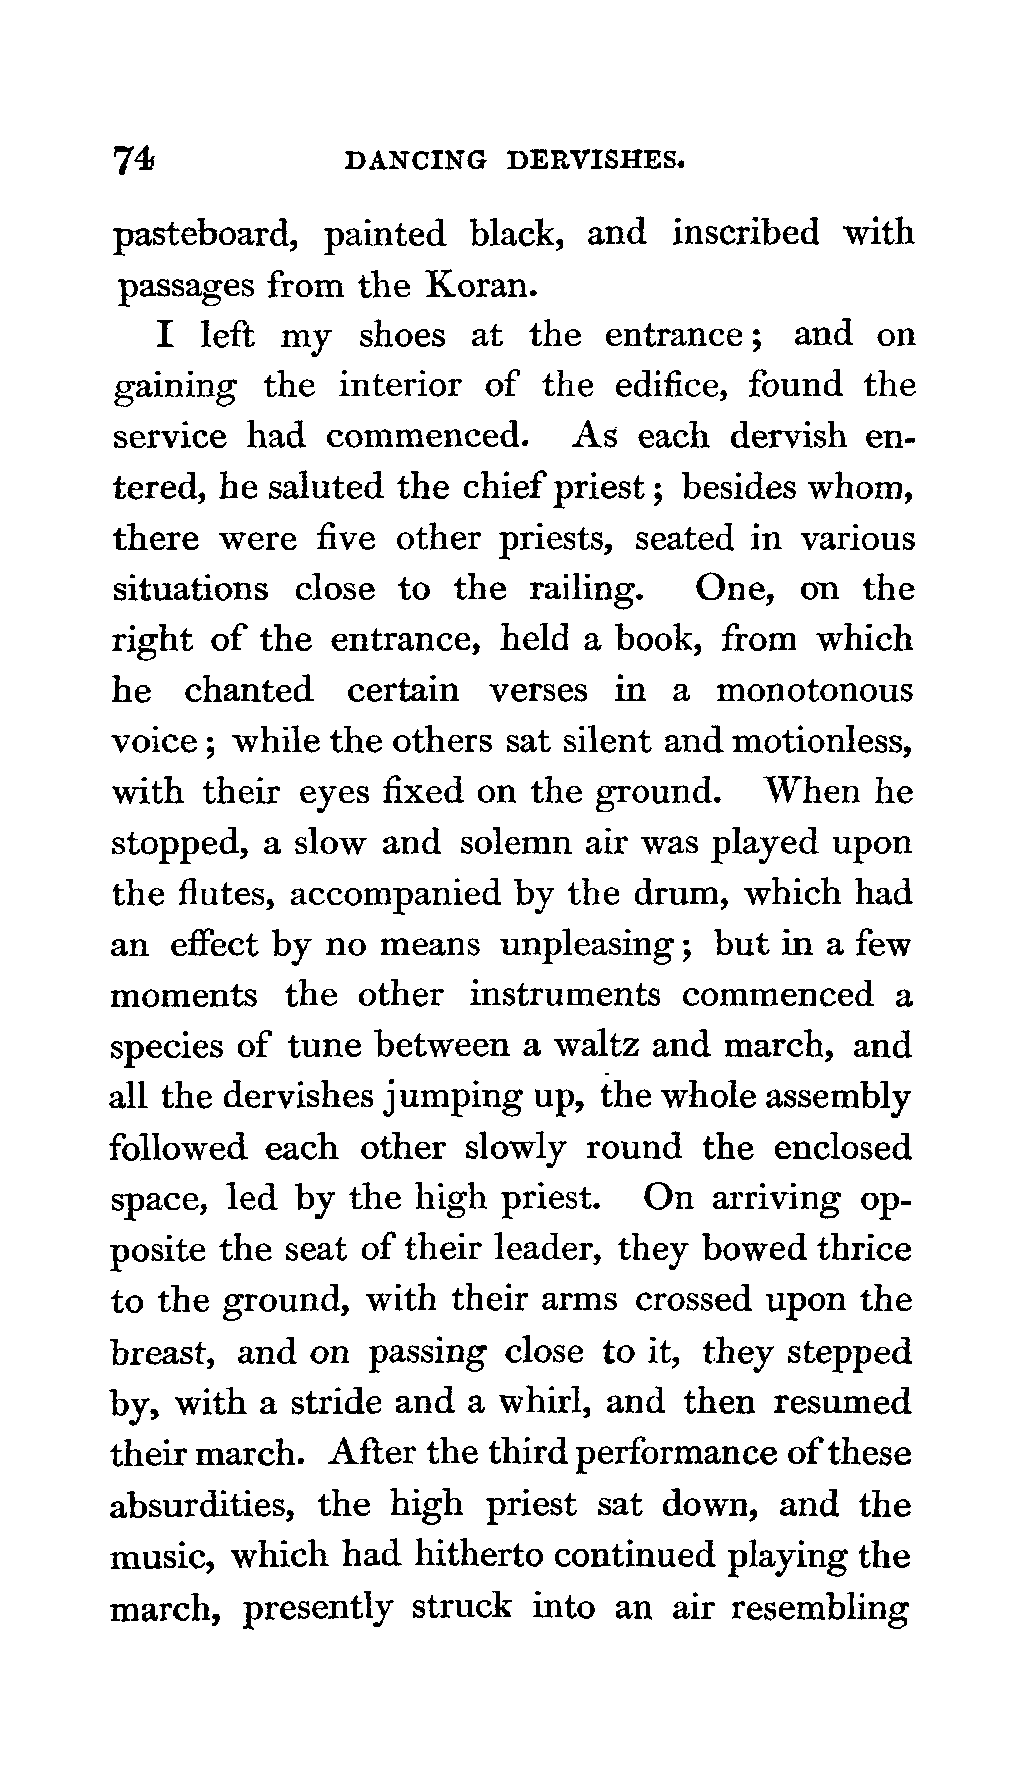 74 DANCING DERVISHES.
pasteboard, painted black, and inscribed with
passages from the Koran.
I left my shoes at the entrance; and on
gaining the interior of the edifice, found the
service had commenced. As each dervish en-
tered, he saluted the chief priest; besides whom,
there were five other priests, seated in various
situations close to the railing. One, on the
right of the entrance, held a book, from which
he chanted certain verses in a monotonous
voice; while the others sat silent and motionless,
with their eyes fixed on the ground. When he
stopped, a slow and solemn air was played upon
the flutes, accompanied by the drum, which had
an effect by no means unpleasing; but in a few
moments the other instruments commenced a
species of tune between a waltz and march, and
all the dervishes jumping up, the whole assembly
followed each other slowly round the enclosed
space, led by the high priest. On arriving op-
posite the seat of their leader, they bowed thrice
to the ground, with their arms crossed upon the
breast, and on passing close to it, they stepped
by, with a stride and a whirl, and then resumed
their march. After the third performance of these
absurdities, the high priest sat down, and the
music, which had hitherto continued playing the
march, presently struck into an air resembling